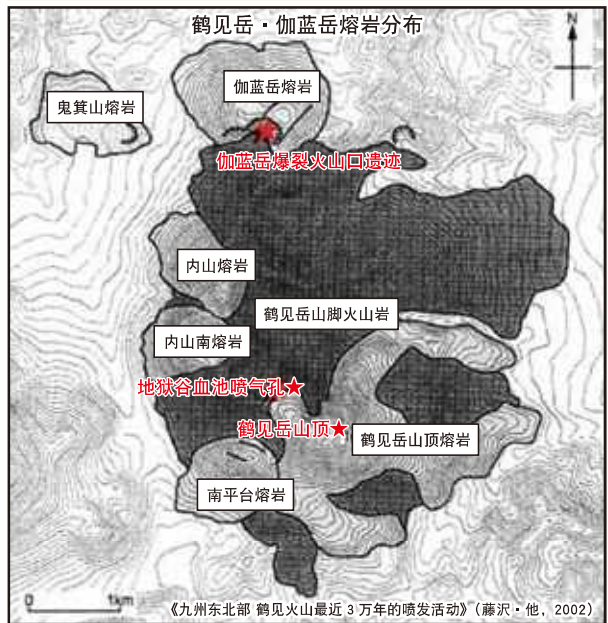 鹤见岳・伽蓝岳熔岩分布
N
伽蓝岳熔岩
鬼箕山熔岩
伽蓝岳爆裂火山口遗迹
内山熔岩
鹤见岳山脚火山岩
内山南熔岩
地狱谷血池喷气孔★
鹤见岳山顶★
鹤见岳山顶熔岩
南平台熔岩
0 1km
《九州东北部 鹤见火山最近 3 万年的喷发活动》（藤沢・他，2002）